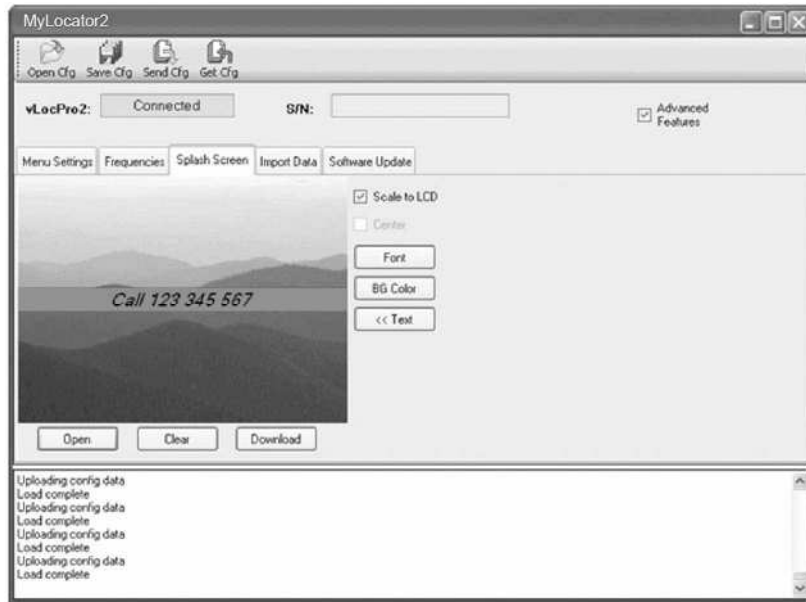 MyLocator2
Open Cfg Save Cfg Send Cfg Get Cfg
vLocPro2: Connected S/N: Advanced Features
Menu Settings Frequencies Splash Screen Import Data Software Update
Scale to LCD
Center
Font
Call 123 345 567
BG Color
<< Text
Open Clear Download
Uploading config data
Load complete
Uploading config data
Load complete
Uploading config data
Load complete
Uploading config data
Load complete